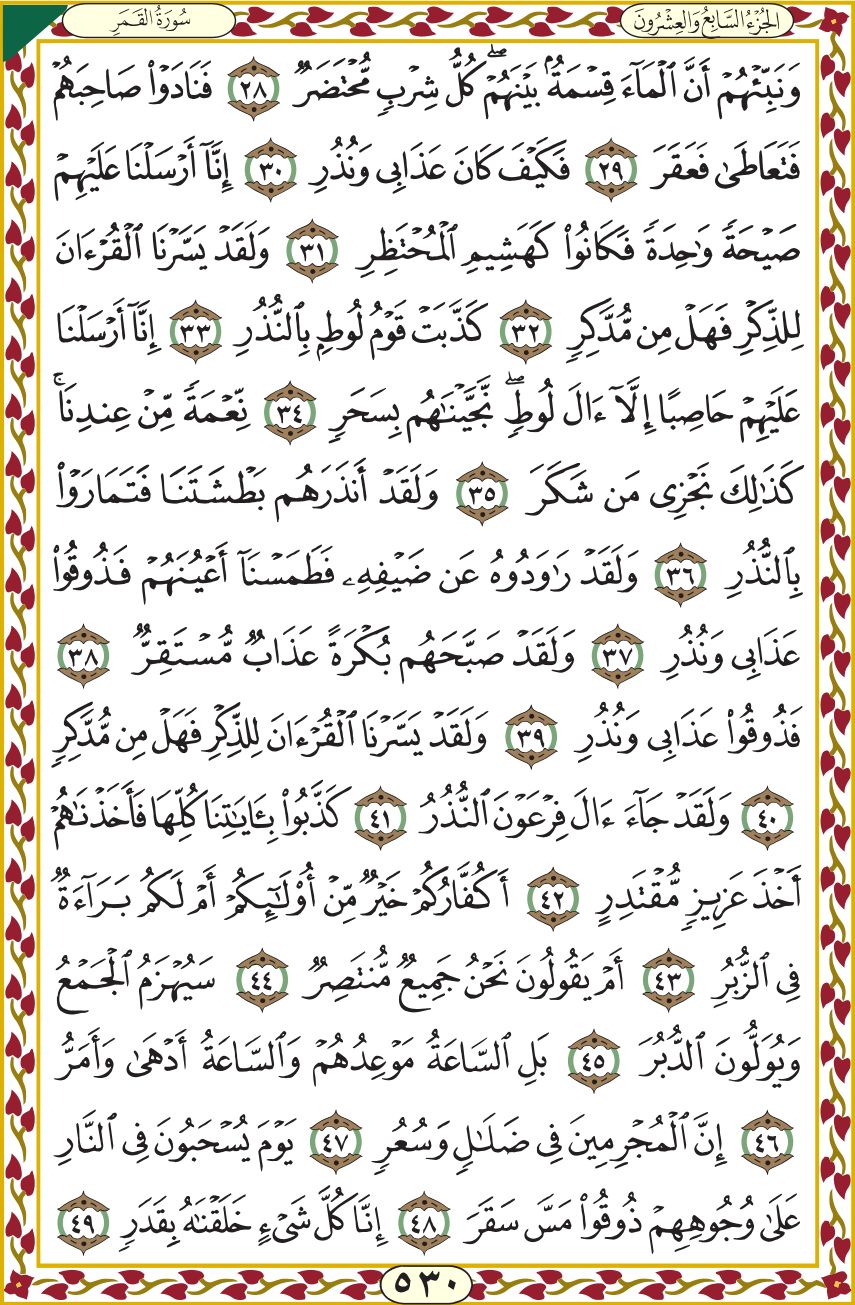 الجُزْءُ السَّابِعُ وَالعِشْرُونَ
سُورَةُ القَمَرِ
وَنَبِّئْهُمْ أَنَّ ٱلْمَآءَ قِسْمَةٌۢ بَيْنَهُمْۖ كُلُّ شِرْبٍ مُّحْتَضَرٌ ٢٨ فَنَادَوْا۟ صَاحِبَهُمْ
فَتَعَاطَىٰ فَعَقَرَ ٢٩ فَكَيْفَ كَانَ عَذَابِى وَنُذُرِ ٣٠ إِنَّآ أَرْسَلْنَا عَلَيْهِمْ
صَيْحَةً وَٰحِدَةً فَكَانُوا۟ كَهَشِيمِ ٱلْمُحْتَظِرِ ٣١ وَلَقَدْ يَسَّرْنَا ٱلْقُرْءَانَ
لِلذِّكْرِ فَهَلْ مِن مُّدَّكِرٍ ٣٢ كَذَّبَتْ قَوْمُ لُوطٍۭ بِٱلنُّذُرِ ٣٣ إِنَّآ أَرْسَلْنَا
عَلَيْهِمْ حَاصِبًا إِلَّآ ءَالَ لُوطٍۖ نَّجَّيْنَٰهُم بِسَحَرٍ ٣٤ نِّعْمَةً مِّنْ عِندِنَاۚ
كَذَٰلِكَ نَجْزِى مَن شَكَرَ ٣٥ وَلَقَدْ أَنذَرَهُم بَطْشَتَنَا فَتَمَارَوْا۟
بِٱلنُّذُرِ ٣٦ وَلَقَدْ رَٰوَدُوهُ عَن ضَيْفِهِۦ فَطَمَسْنَآ أَعْيُنَهُمْ فَذُوقُوا۟
عَذَابِى وَنُذُرِ ٣٧ وَلَقَدْ صَبَّحَهُم بُكْرَةً عَذَابٌ مُّسْتَقِرٌّ ٣٨
فَذُوقُوا۟ عَذَابِى وَنُذُرِ ٣٩ وَلَقَدْ يَسَّرْنَا ٱلْقُرْءَانَ لِلذِّكْرِ فَهَلْ مِن مُّدَّكِرٍ
٤٠ وَلَقَدْ جَآءَ ءَالَ فِرْعَوْنَ ٱلنُّذُرُ ٤١ كَذَّبُوا۟ بِـَٔايَٰتِنَا كُلِّهَا فَأَخَذْنَٰهُمْ
أَخْذَ عَزِيزٍ مُّقْتَدِرٍ ٤٢ أَكُفَّارُكُمْ خَيْرٌ مِّنْ أُو۟لَٰٓئِكُمْ أَمْ لَكُم بَرَآءَةٌ
فِى ٱلزُّبُرِ ٤٣ أَمْ يَقُولُونَ نَحْنُ جَمِيعٌ مُّنتَصِرٌ ٤٤ سَيُهْزَمُ ٱلْجَمْعُ
وَيُوَلُّونَ ٱلدُّبُرَ ٤٥ بَلِ ٱلسَّاعَةُ مَوْعِدُهُمْ وَٱلسَّاعَةُ أَدْهَىٰ وَأَمَرُّ
٤٦ إِنَّ ٱلْمُجْرِمِينَ فِى ضَلَٰلٍ وَسُعُرٍ ٤٧ يَوْمَ يُسْحَبُونَ فِى ٱلنَّارِ
عَلَىٰ وُجُوهِهِمْ ذُوقُوا۟ مَسَّ سَقَرَ ٤٨ إِنَّا كُلَّ شَىْءٍ خَلَقْنَٰهُ بِقَدَرٍ ٤٩
٥٣٠